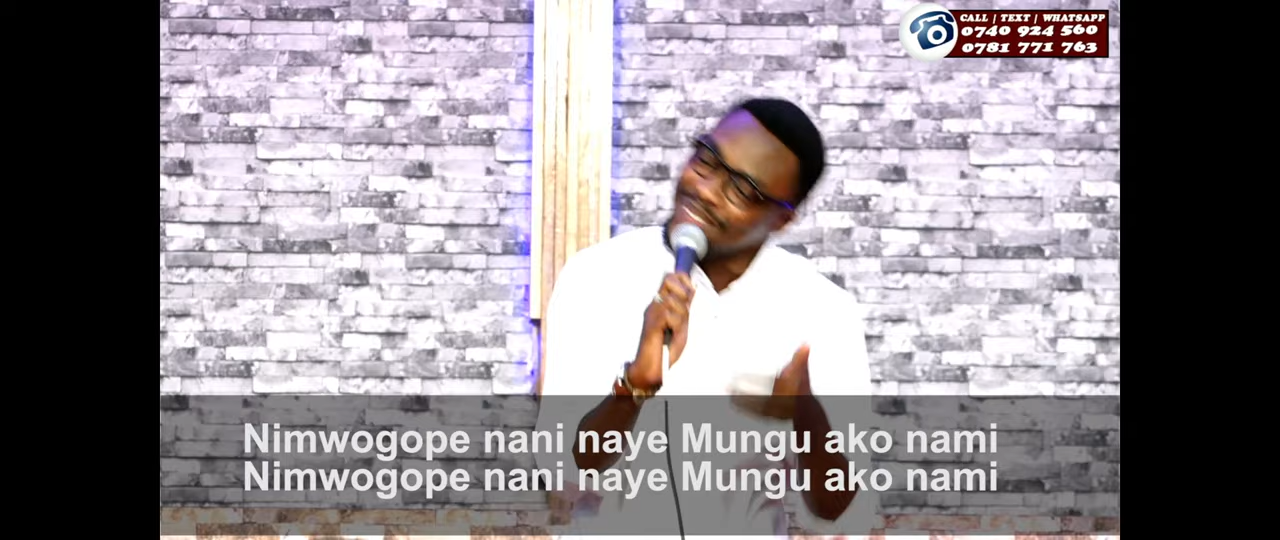 CALL | TEXT | WHATSAPP
0740 924 560
0781 771 763
Nimwogope nani naye Mungu ako nami
Nimwogope nani naye Mungu ako nami